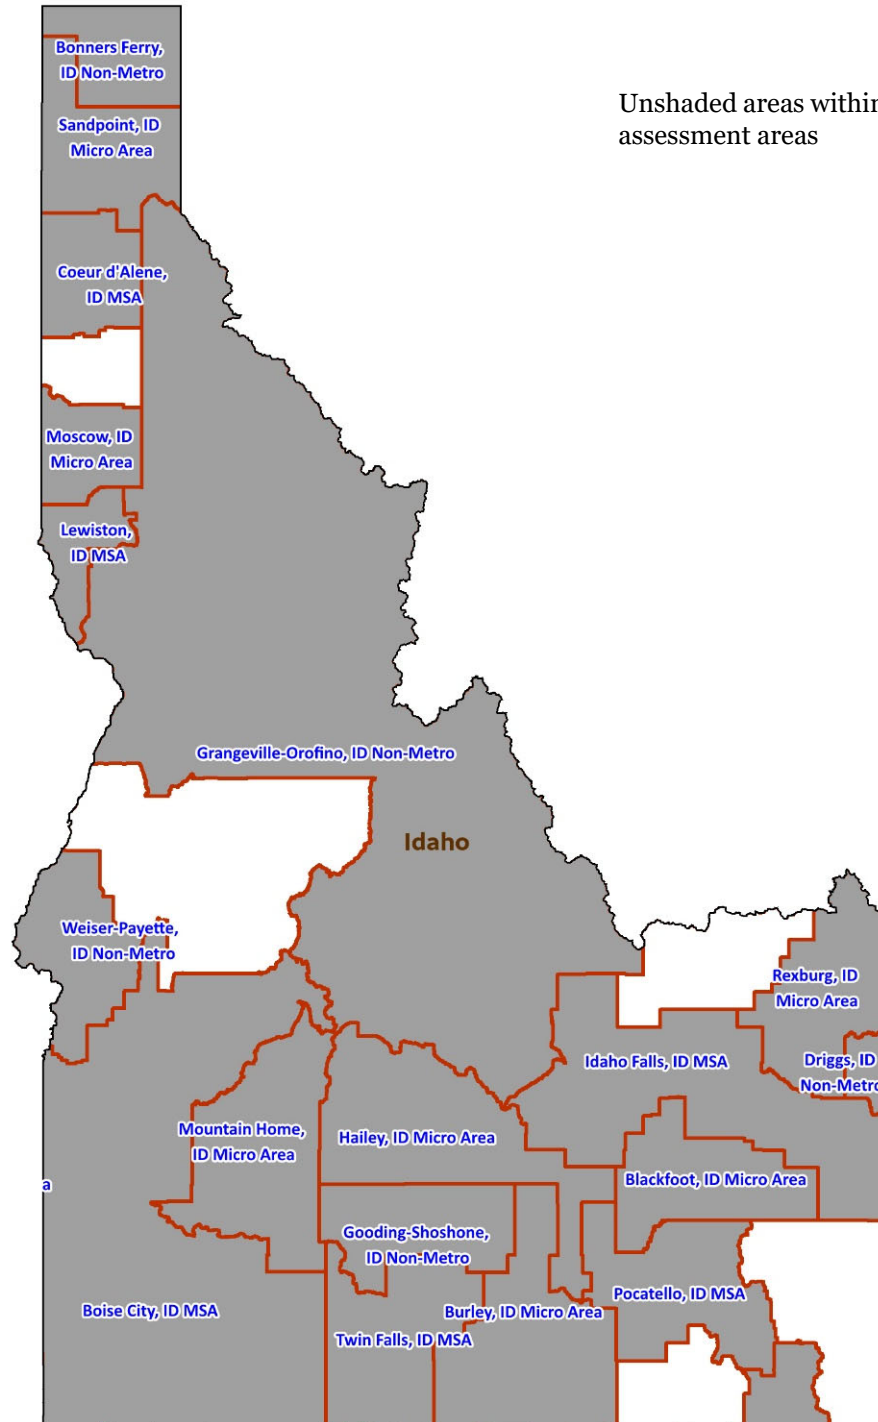 Bonners Ferry,
ID Non-Metro
Unshaded areas within
assessment areas
Sandpoint, ID
Micro Area
Coeur d'Alene,
ID MSA
Moscow, ID
Micro Area
Lewiston,
ID MSA
Grangeville-Orofino, ID Non-Metro
Idaho
Weiser-Payette,
ID Non-Metro
Rexburg, ID
Micro Area
Idaho Falls, ID MSA
Driggs, ID
Non-Metro
Mountain Home,
ID Micro Area
Hailey, ID Micro Area
a
Blackfoot, ID Micro Area
Gooding-Shoshone,
ID Non-Metro
Pocatello, ID MSA
Boise City, ID MSA
Burley, ID Micro Area
Twin Falls, ID MSA